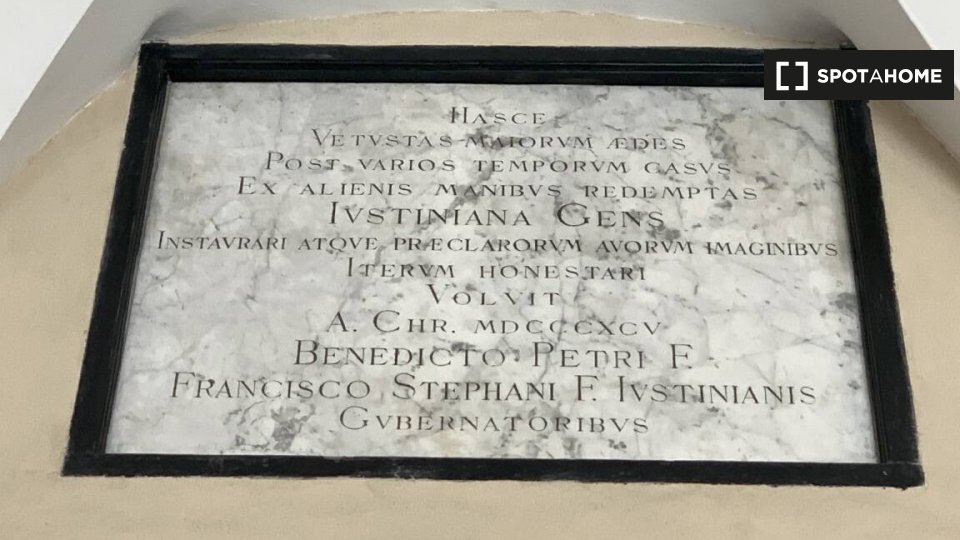 SPOTAHOME
HASCE
VETVSTAS MAIORVM ÆDES
POST VARIOS TEMPORVM CASVS
EX ALIENIS MANIBVS REDEMPTAS
IVSTINIANA GENS
INSTAVRARI ATQVE PRÆCLARORVM AVORVM IMAGINIBVS
ITERVM HONESTARI
VOLVIT
A. CHR. MDCCCXCV
BENEDICTO PETRI F.
FRANCISCO STEPHANI F. IVSTINIANIS
GVBERNATORIBVS